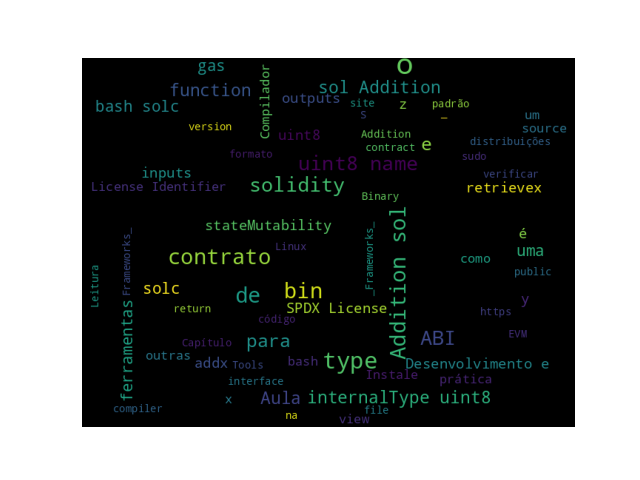 o
gas
Compilador
function
sol Addition
outputs
bash solc
site
z
padrão
S
_
um
source
version
uint8
Addition
contract
e
distribuições
formato
uint8 name
sudo
inputs
verificar
License Identifier
solidity
retrievex
Binary
stateMutability
Addition sol
Frameworks_
_Frameworks_
é
Linux
uma
contrato
como
Leitura
public
solc
de
bin
y
ferramentas
return
SPDX License
https
código
ABI
EVM
Capítulo
para
outras
addx
Tools
bash
type
Desenvolvimento e
Instale
prática
interface
x
Aula
internalType uint8
compiler
file
na
view